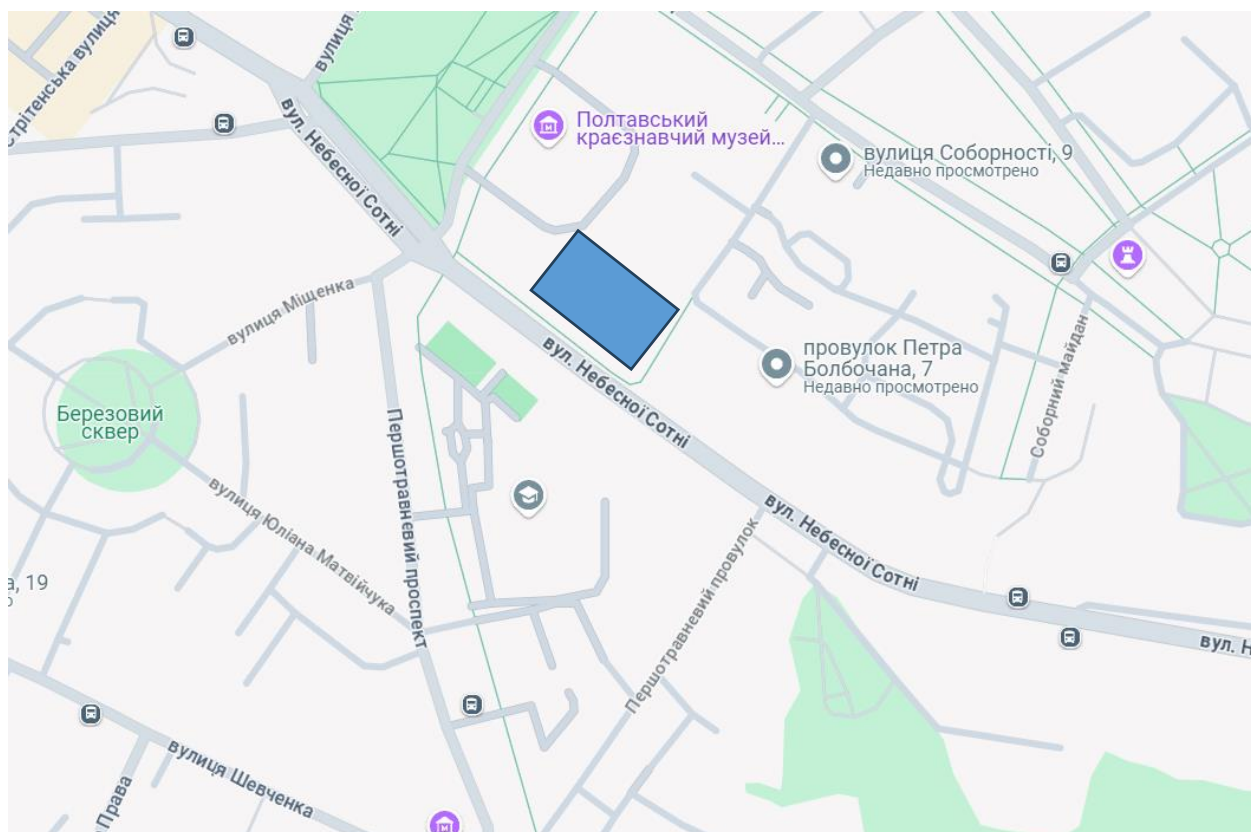 вулиця
вул. Небесної Сотні
Полтавський
краєзнавчий музей...
вулиця Соборності, 9
Недавно просмотрено
вулиця Міщенка
вул. Небесної Сотні
провулок Петра
Болбочана, 7
Недавно просмотрено
Соборний майдан
Березовий
сквер
Першотравневий проспект
вулиця Юліана Матвійчука
вул. Небесної Сотні
Першотравневий провулок
, 19
вул. Н
вулиця Шевченка
Права